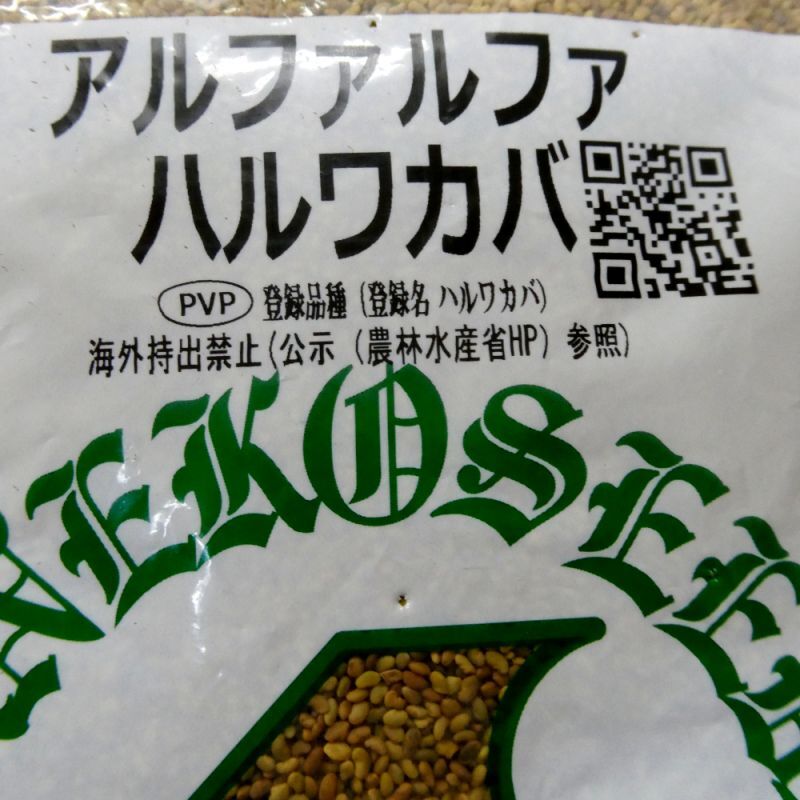 アルファルファ
ハルワカバ
PVP 登録品種（登録名 ハルワカバ）
海外持出禁止（公示（農林水産省HP）参照）
NEKOSEE